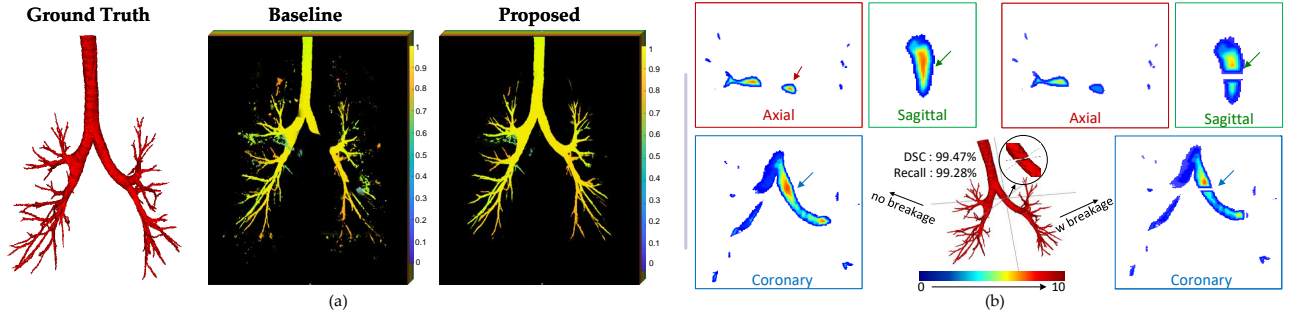 Ground Truth
Baseline
Proposed
1
0.9
0.8
0.7
0.6
0.5
0.4
0.3
0.2
0.1
0
1
0.9
0.8
0.7
0.6
0.5
0.4
0.3
0.2
0.1
0
(a)
Axial
Sagittal
Axial
Sagittal
DSC : 99.47%
Recall : 99.28%
no breakage
w breakage
Coronary
Coronary
0
10
(b)